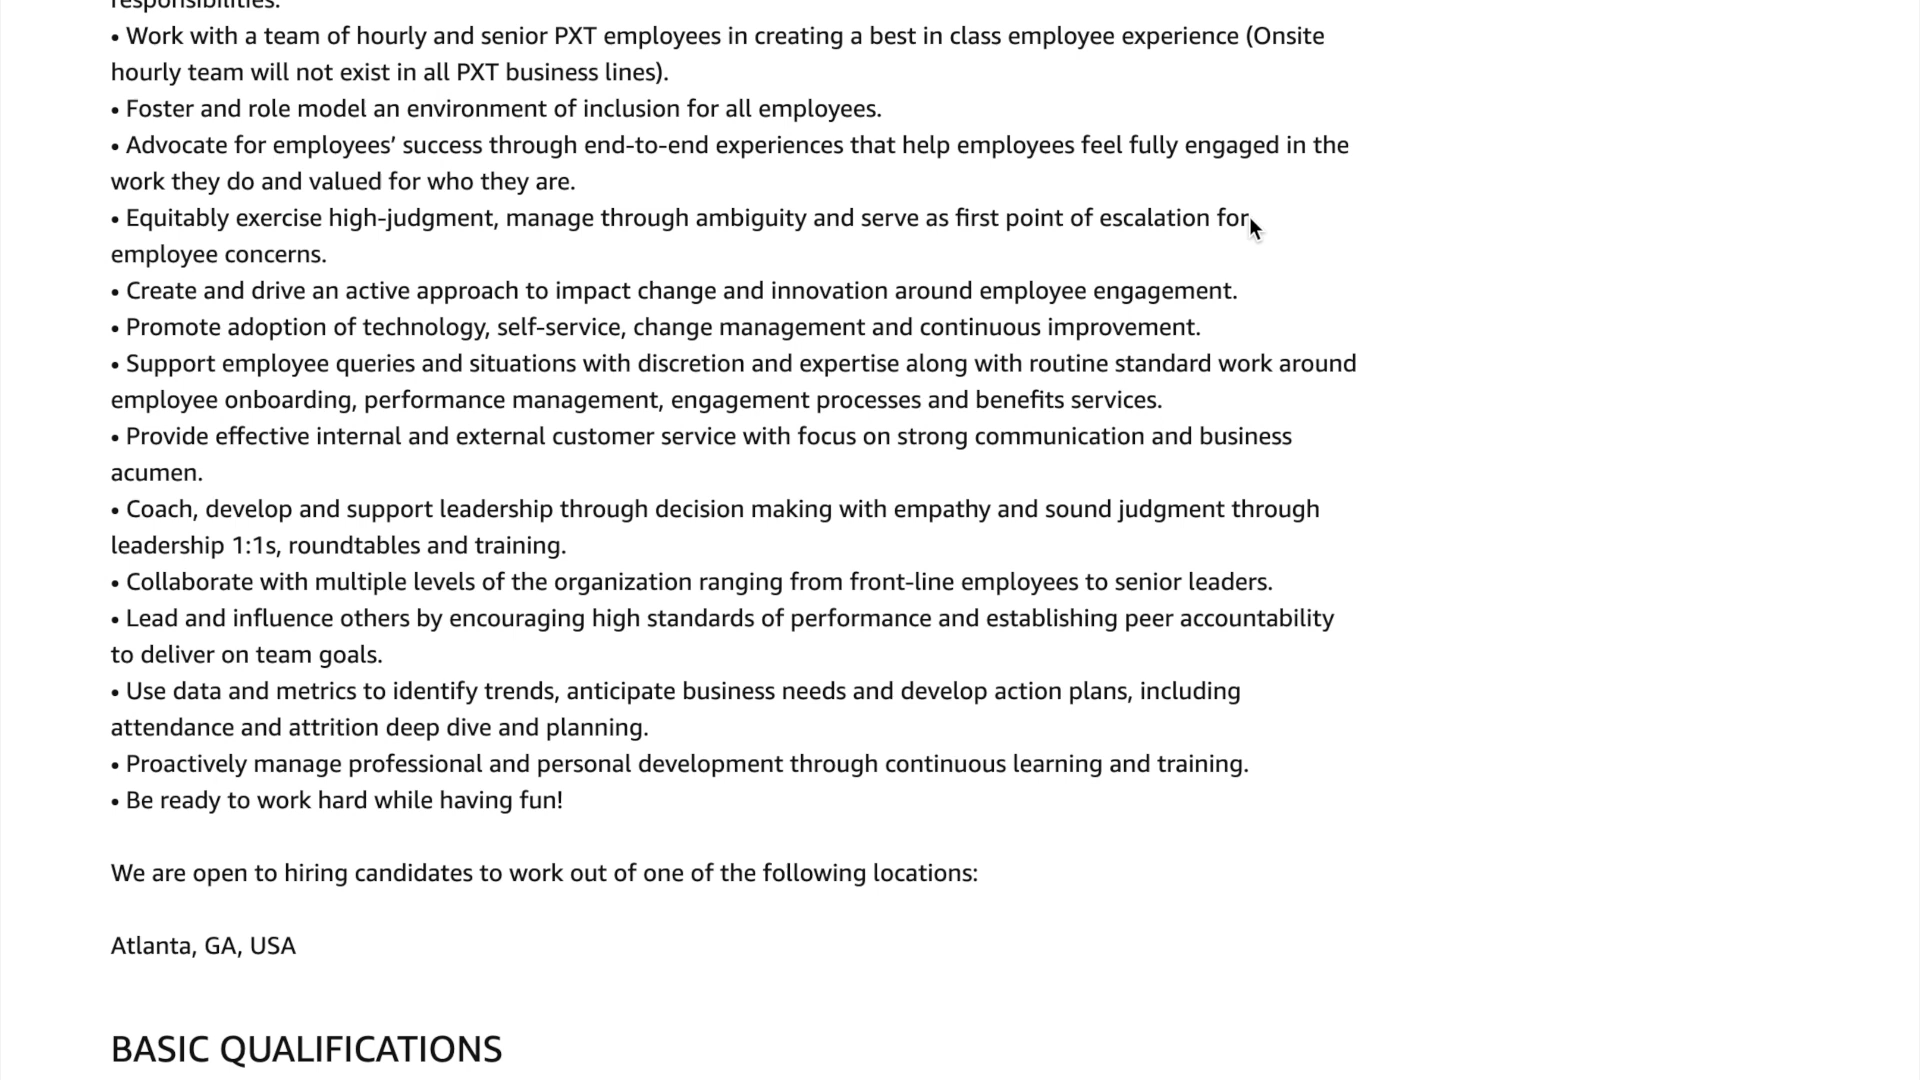 responsibilities.
• Work with a team of hourly and senior PXT employees in creating a best in class employee experience (Onsite
hourly team will not exist in all PXT business lines).
• Foster and role model an environment of inclusion for all employees.
• Advocate for employees’ success through end-to-end experiences that help employees feel fully engaged in the
work they do and valued for who they are.
• Equitably exercise high-judgment, manage through ambiguity and serve as first point of escalation for
employee concerns.
• Create and drive an active approach to impact change and innovation around employee engagement.
• Promote adoption of technology, self-service, change management and continuous improvement.
• Support employee queries and situations with discretion and expertise along with routine standard work around
employee onboarding, performance management, engagement processes and benefits services.
• Provide effective internal and external customer service with focus on strong communication and business
acumen.
• Coach, develop and support leadership through decision making with empathy and sound judgment through
leadership 1:1s, roundtables and training.
• Collaborate with multiple levels of the organization ranging from front-line employees to senior leaders.
• Lead and influence others by encouraging high standards of performance and establishing peer accountability
to deliver on team goals.
• Use data and metrics to identify trends, anticipate business needs and develop action plans, including
attendance and attrition deep dive and planning.
• Proactively manage professional and personal development through continuous learning and training.
• Be ready to work hard while having fun!
We are open to hiring candidates to work out of one of the following locations:
Atlanta, GA, USA
BASIC QUALIFICATIONS